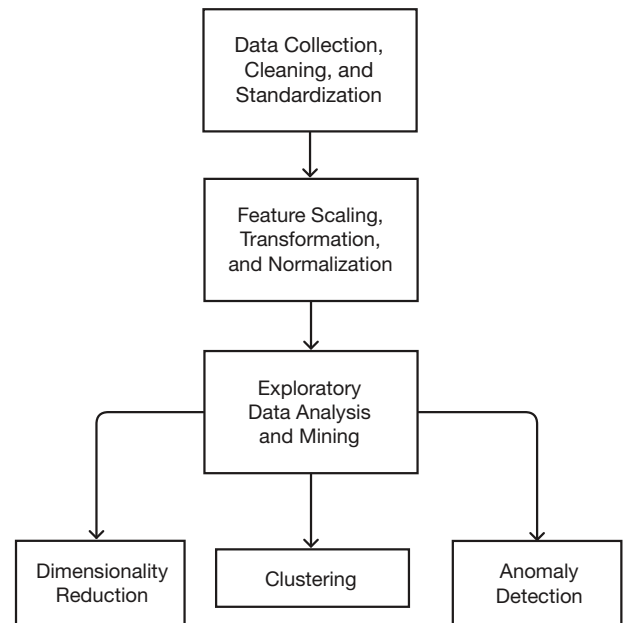 Data Collection,
Cleaning, and
Standardization
Feature Scaling,
Transformation,
and Normalization
Exploratory
Data Analysis
and Mining
Dimensionality
Reduction
Clustering
Anomaly
Detection